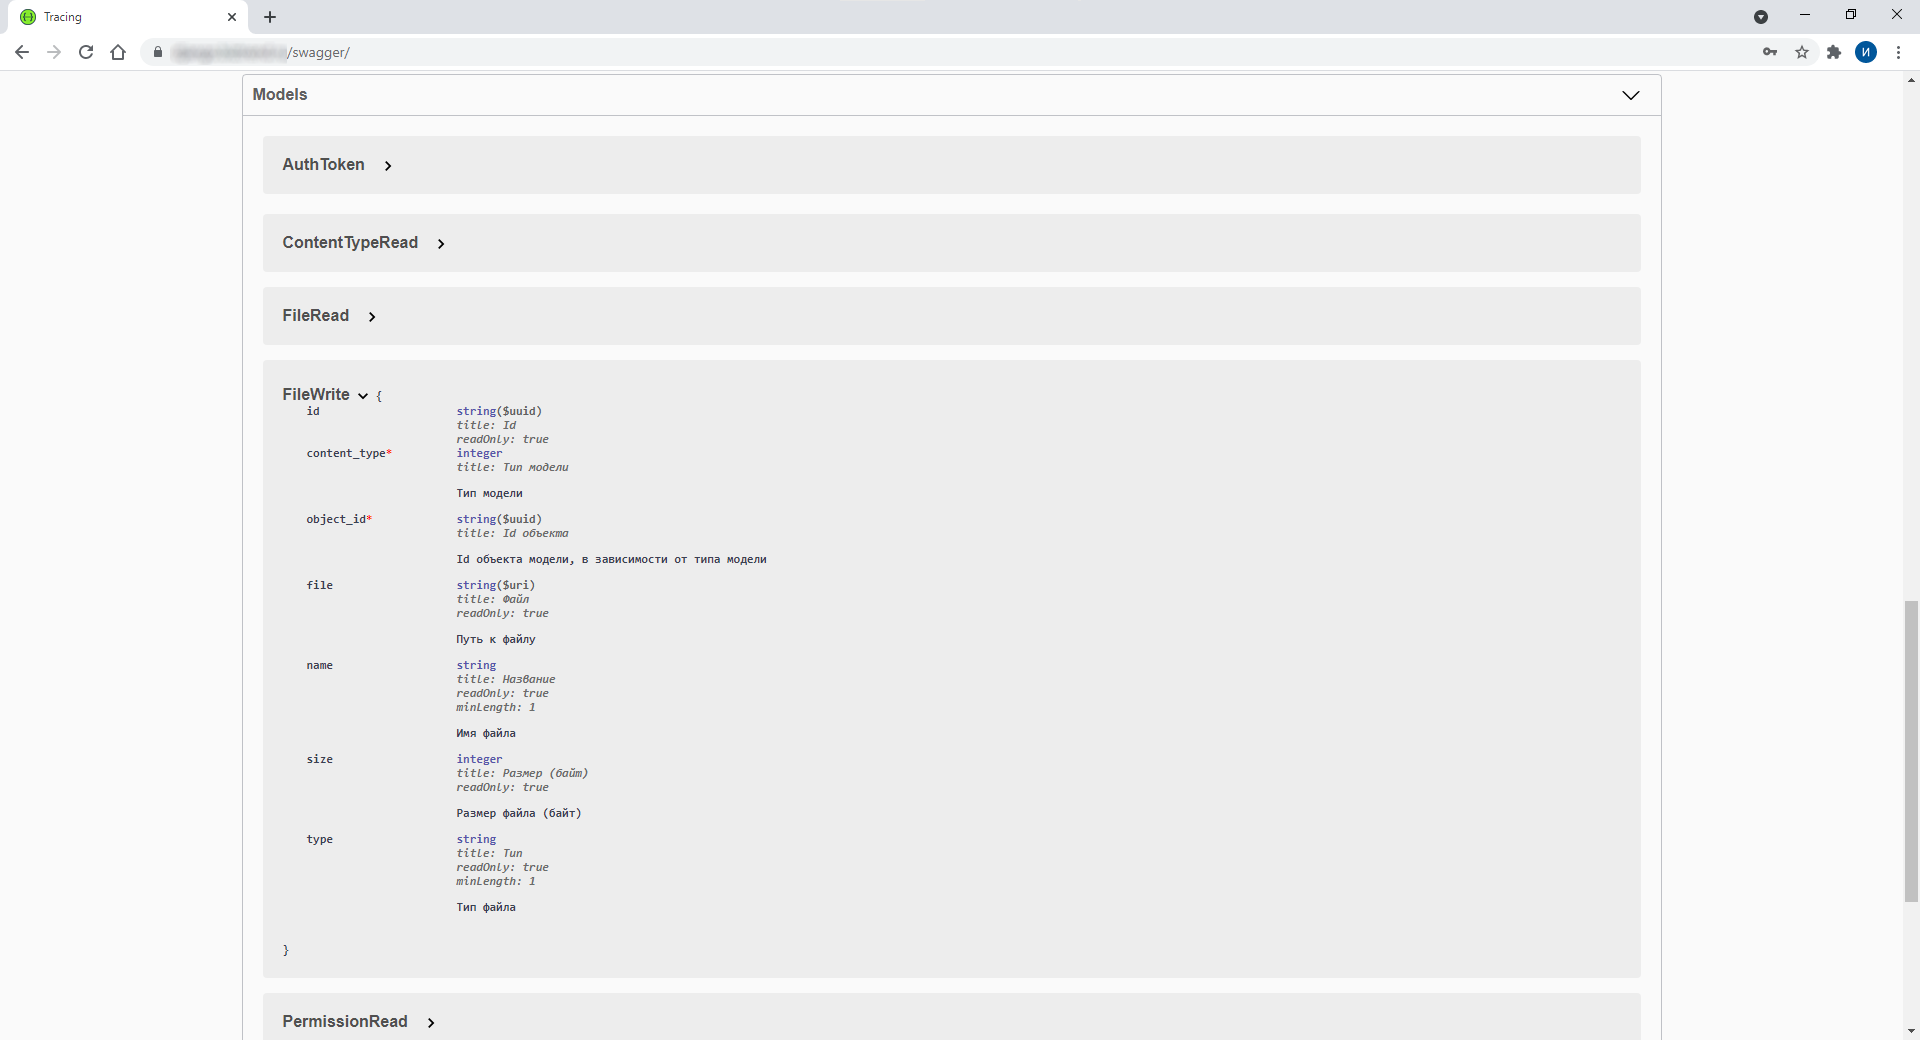 Tracing
/swagger/
И
Models
AuthToken
ContentTypeRead
FileRead
FileWrite {
id string($uuid)
title: Id
readOnly: true
content_type* integer
title: Тип модели
Тип модели
object_id* string($uuid)
title: Id объекта
Id объекта модели, в зависимости от типа модели
file string($uri)
title: Файл
readOnly: true
Путь к файлу
name string
title: Название
readOnly: true
minLength: 1
Имя файла
size integer
title: Размер (байт)
readOnly: true
Размер файла (байт)
type string
title: Тип
readOnly: true
minLength: 1
Тип файла
}
PermissionRead